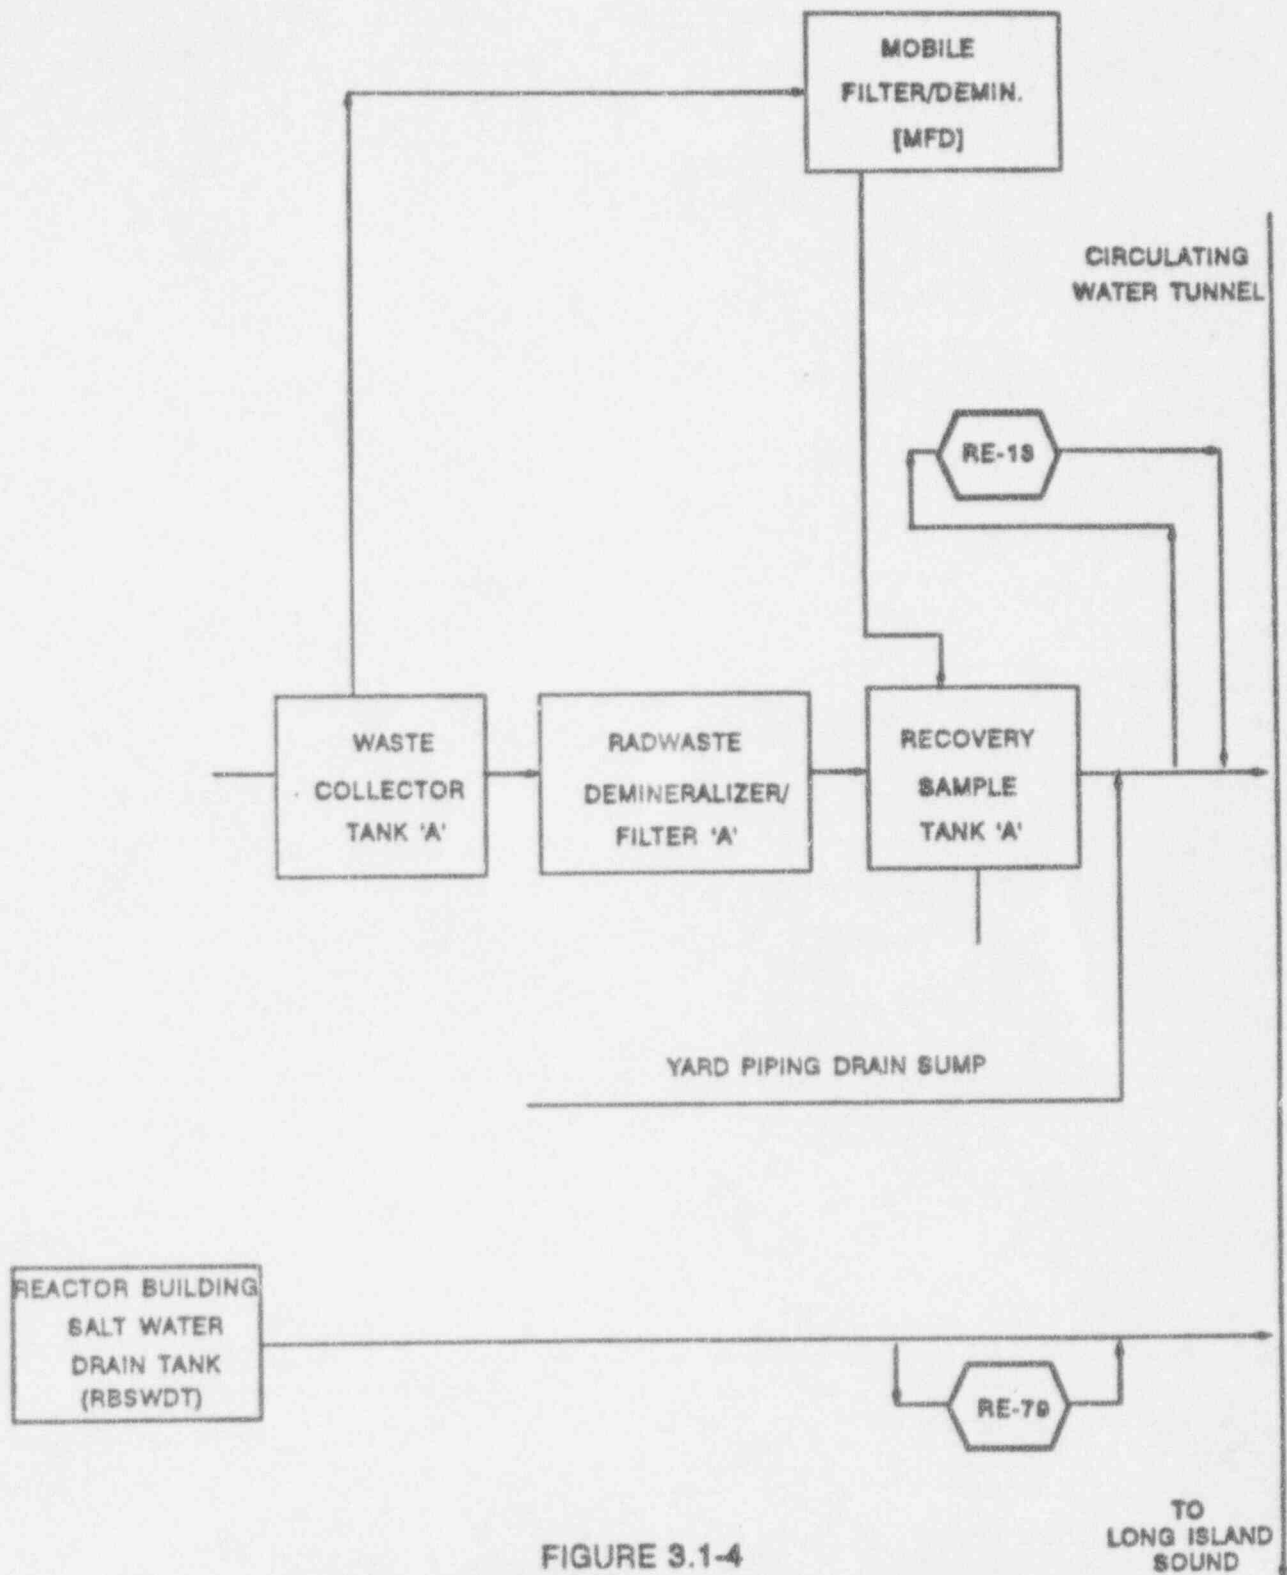 MOBILE
FILTER/DEMIN.
[MFD]
CIRCULATING
WATER TUNNEL
RE-13
WASTE
COLLECTOR
TANK 'A'
RADWASTE
DEMINERALIZER/
FILTER 'A'
RECOVERY
SAMPLE
TANK 'A'
YARD PIPING DRAIN SUMP
REACTOR BUILDING
SALT WATER
DRAIN TANK
(RBSWDT)
RE-79
TO
LONG ISLAND
SOUND
FIGURE 3.1-4